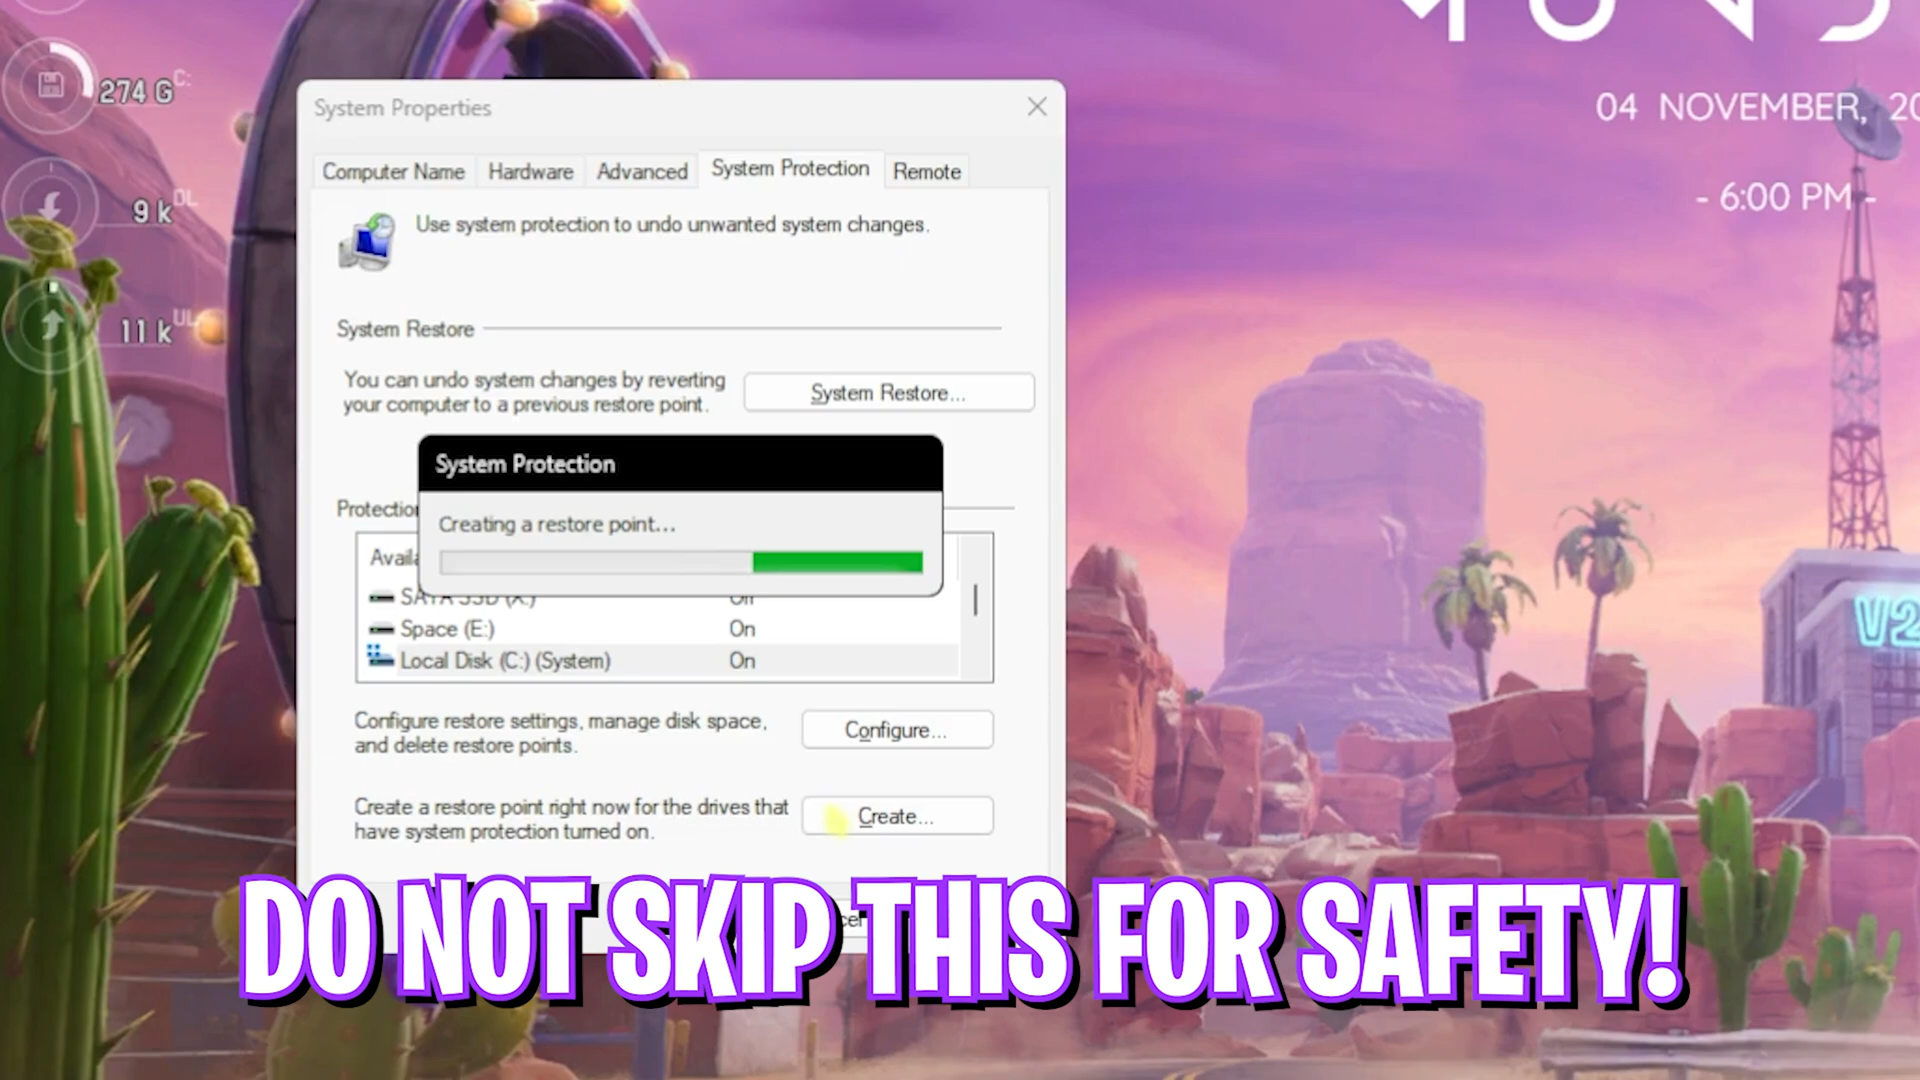 274 G
C:
9 k
DL
11 k
UL
04 NOVEMBER,
- 6:00 PM -
System Properties
Computer Name
Hardware
Advanced
System Protection
Remote
Use system protection to undo unwanted system changes.
System Restore
You can undo system changes by reverting
your computer to a previous restore point.
System Restore...
System Protection
Creating a restore point...
Space (E:)
On
Local Disk (C:) (System)
On
Configure restore settings, manage disk space,
and delete restore points.
Configure...
Create a restore point right now for the drives that
have system protection turned on.
Create...
DO NOT SKIP THIS FOR SAFETY!
V2